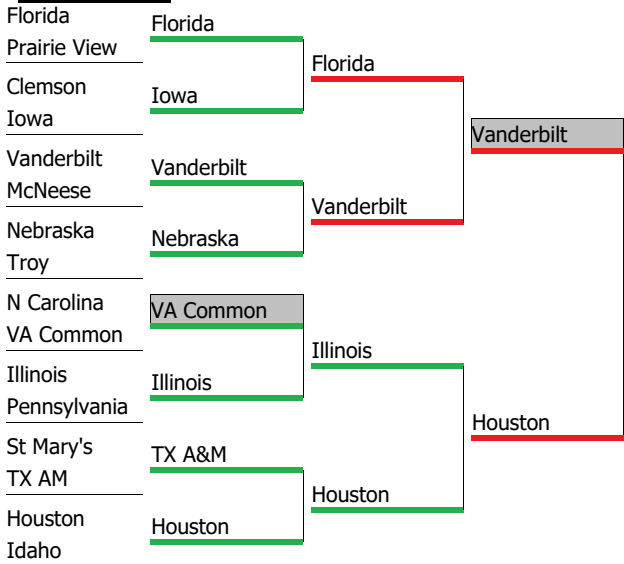 Florida
Prairie View
Clemson
Iowa
Vanderbilt
McNeese
Nebraska
Troy
N Carolina
VA Common
Illinois
Pennsylvania
St Mary's
TX AM
Houston
Idaho
Florida
Iowa
Vanderbilt
Nebraska
VA Common
Illinois
TX A&M
Houston
Florida
Vanderbilt
Illinois
Houston
Vanderbilt
Houston